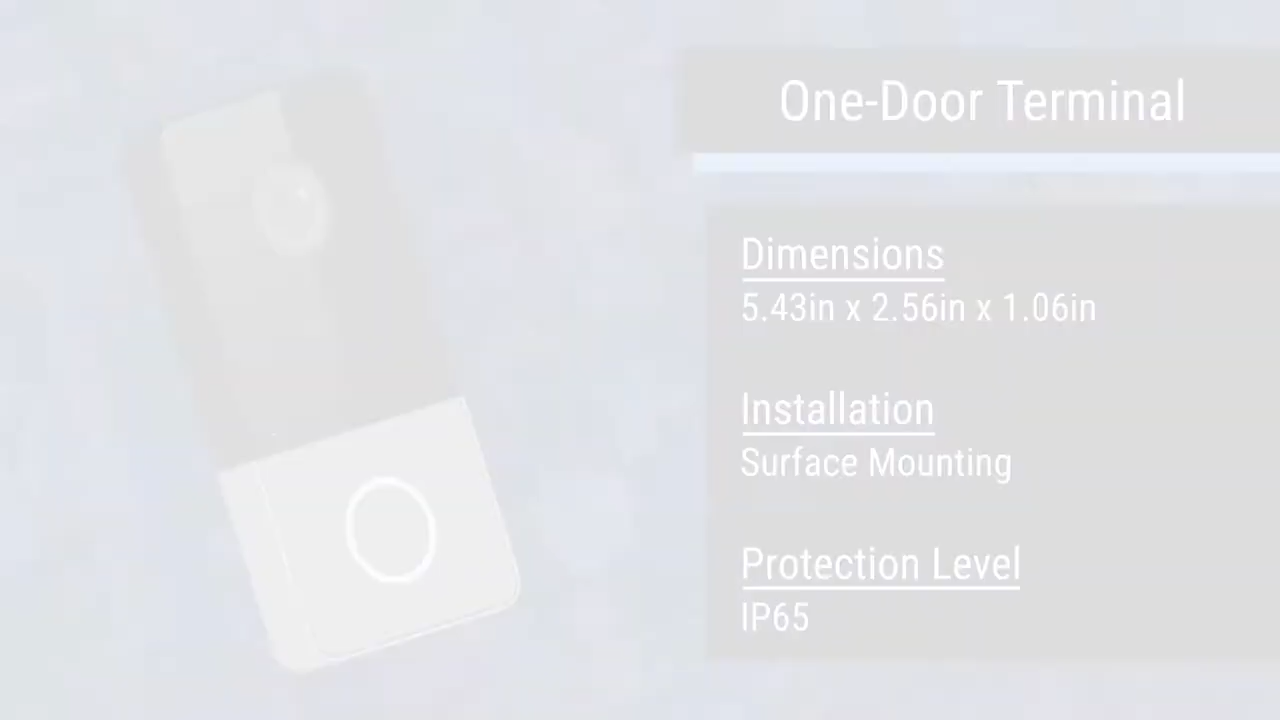 One-Door Terminal
Dimensions
5.43in x 2.56in x 1.06in
Installation
Surface Mounting
Protection Level
IP65